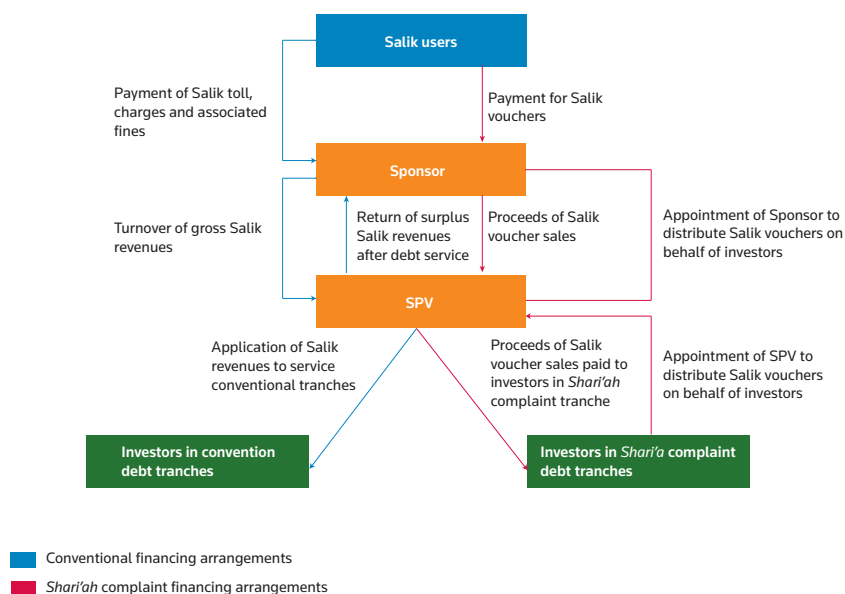 Salik users
Payment of Salik toll,
charges and associated
fines
Payment for Salik
vouchers
Sponsor
Turnover of gross Salik
revenues
Return of surplus
Salik revenues
after debt service
Proceeds of Salik
voucher sales
Appointment of Sponsor to
distribute Salik vouchers on
behalf of investors
SPV
Application of Salik
revenues to service
conventional tranches
Proceeds of Salik
voucher sales paid to
investors in Shari’ah
complaint tranche
Appointment of SPV to
distribute Salik vouchers
on behalf of investors
Investors in convention
debt tranches
Investors in Shari’a complaint
debt tranches
Conventional financing arrangements
Shari’ah complaint financing arrangements